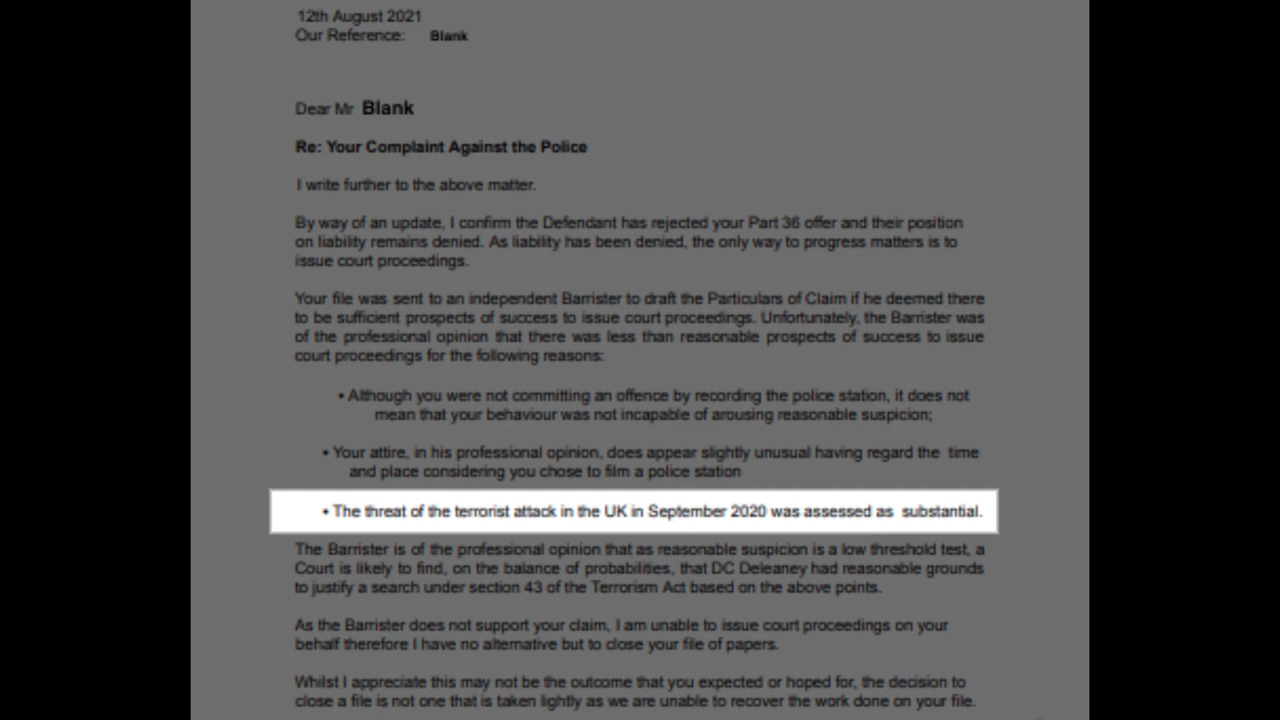 12th August 2021
Our Reference: Blank
Dear Mr Blank
Re: Your Complaint Against the Police
I write further to the above matter.
By way of an update, I confirm the Defendant has rejected your Part 36 offer and their position
on liability remains denied. As liability has been denied, the only way to progress matters is to
issue court proceedings.
Your file was sent to an independent Barrister to draft the Particulars of Claim if he deemed there
to be sufficient prospects of success to issue court proceedings. Unfortunately, the Barrister was
of the professional opinion that there was less than reasonable prospects of success to issue
court proceedings for the following reasons:
• Although you were not committing an offence by recording the police station, it does not
mean that your behaviour was not incapable of arousing reasonable suspicion;
• Your attire, in his professional opinion, does appear slightly unusual having regard the time
and place considering you chose to film a police station
• The threat of the terrorist attack in the UK in September 2020 was assessed as substantial.
The Barrister is of the professional opinion that as reasonable suspicion is a low threshold test, a
Court is likely to find, on the balance of probabilities, that DC Deleaney had reasonable grounds
to justify a search under section 43 of the Terrorism Act based on the above points.
As the Barrister does not support your claim, I am unable to issue court proceedings on your
behalf therefore I have no alternative but to close your file of papers.
Whilst I appreciate this may not be the outcome that you expected or hoped for, the decision to
close a file is not one that is taken lightly as we are unable to recover the work done on your file.